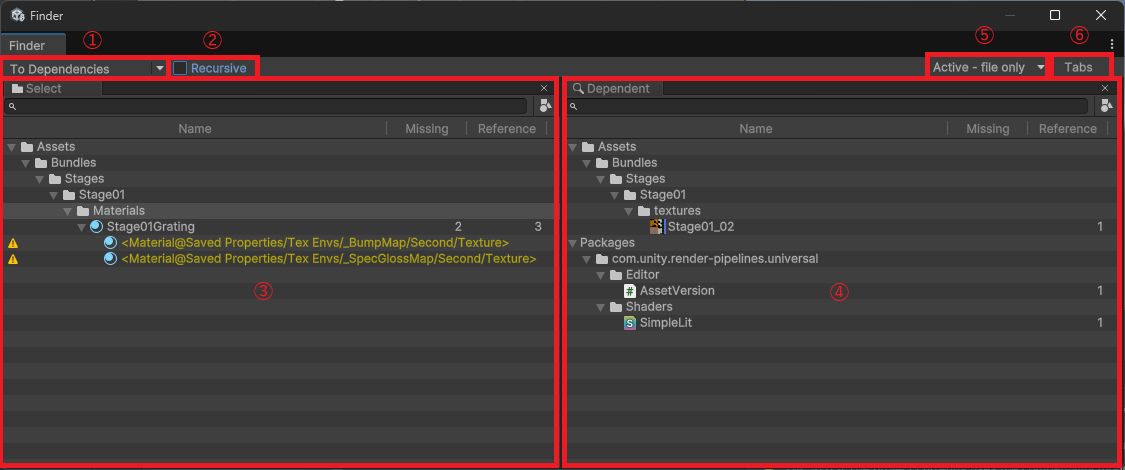 Finder
Finder
① ② ⑤ ⑥
To Dependencies Recursive Active - file only Tabs
Select
Name Missing Reference
Assets
Bundles
Stages
Stage01
Materials
Stage01Grating 2 3
<Material@Saved Properties/Tex Envs/_BumpMap/Second/Texture>
<Material@Saved Properties/Tex Envs/_SpecGlossMap/Second/Texture>
③
Dependent
Name Missing Reference
Assets
Bundles
Stages
Stage01
textures
Stage01_02 1
Packages
com.unity.render-pipelines.universal
Editor
# AssetVersion 1
④
Shaders
S SimpleLit 1